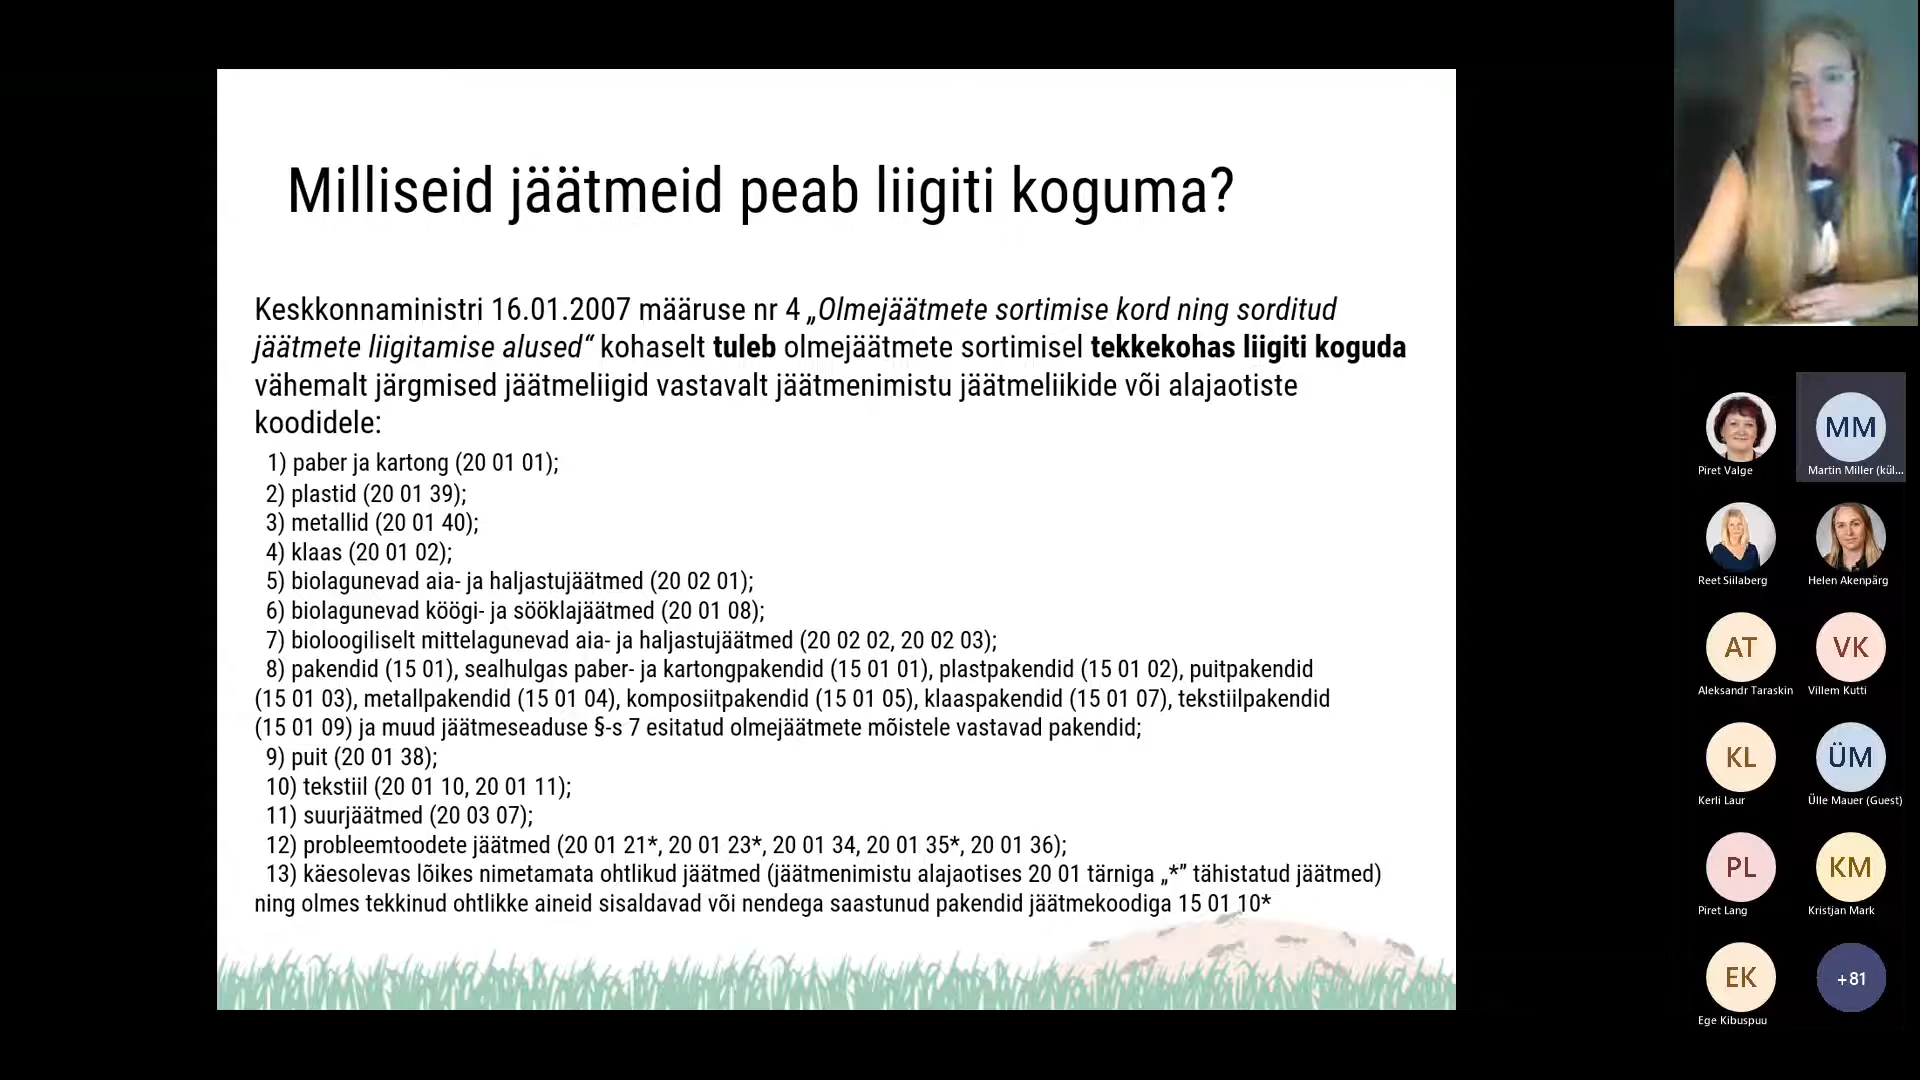 Milliseid jäätmeid peab liigiti koguma?
Keskkonnaministri 16.01.2007 määruse nr 4 „Olmejäätmete sortimise kord ning sorditud
jäätmete liigitamise alused“ kohaselt tuleb olmejäätmete sortimisel tekkekohas liigiti koguda
vähemalt järgmised jäätmeliigid vastavalt jäätmenimistu jäätmeliikide või alajaotiste
koodidele:
1) paber ja kartong (20 01 01);
2) plastid (20 01 39);
3) metallid (20 01 40);
4) klaas (20 01 02);
5) biolagunevad aia- ja haljastujäätmed (20 02 01);
6) biolagunevad köögi- ja sööklajäätmed (20 01 08);
7) bioloogiliselt mittelagunevad aia- ja haljastujäätmed (20 02 02, 20 02 03);
8) pakendid (15 01), sealhulgas paber- ja kartongpakendid (15 01 01), plastpakendid (15 01 02), puitpakendid
(15 01 03), metallpakendid (15 01 04), komposiitpakendid (15 01 05), klaaspakendid (15 01 07), tekstiilpakendid
(15 01 09) ja muud jäätmeseaduse §-s 7 esitatud olmejäätmete mõistele vastavad pakendid;
9) puit (20 01 38);
10) tekstiil (20 01 10, 20 01 11);
11) suurjäätmed (20 03 07);
12) probleemtoodete jäätmed (20 01 21*, 20 01 23*, 20 01 34, 20 01 35*, 20 01 36);
13) käesolevas lõikes nimetamata ohtlikud jäätmed (jäätmenimistu alajaotises 20 01 tärniga „*” tähistatud jäätmed)
ning olmes tekkinud ohtlikke aineid sisaldavad või nendega saastunud pakendid jäätmekoodiga 15 01 10*
MM
Piret Valge
Martin Miller (kül...
Reet Siilaberg
Helen Akenpärg
AT
VK
Aleksandr Taraskin
Villem Kutti
KL
ÜM
Kerli Laur
Ülle Mauer (Guest)
PL
KM
Piret Lang
Kristjan Mark
EK
+81
Ege Kibuspuu